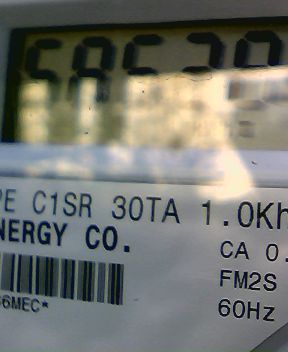 PE C1SR 30TA 1.0Kh
NERGY CO.
CA 0.
FM2S
6MEC*
60Hz